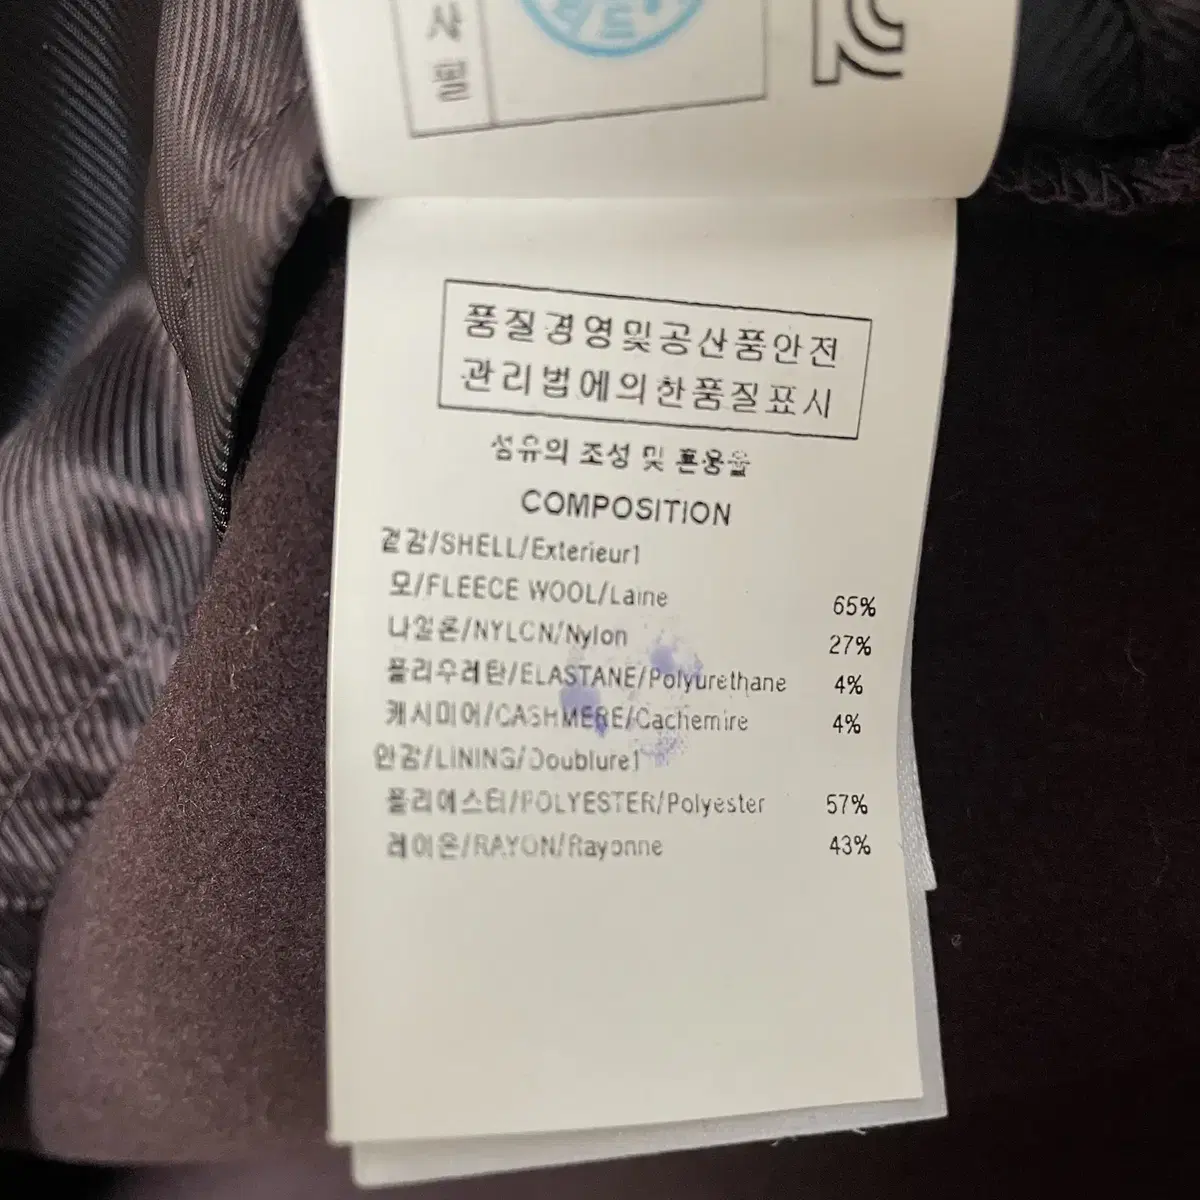 사
필
품질경영및공산품안전
관리법에의한품질표시
섬유의 조성 및 혼용율
COMPOSITION
겉감/SHELL/Exterieur1
모/FLEECE WOOL/Laine 65%
나일론/NYLON/Nylon 27%
폴리우레탄/ELASTANE/Polyurethane 4%
캐시미어/CASHMERE/Cachemire 4%
안감/LINING/Doublure1
폴리에스터/POLYESTER/Polyester 57%
레이온/RAYON/Rayonne 43%